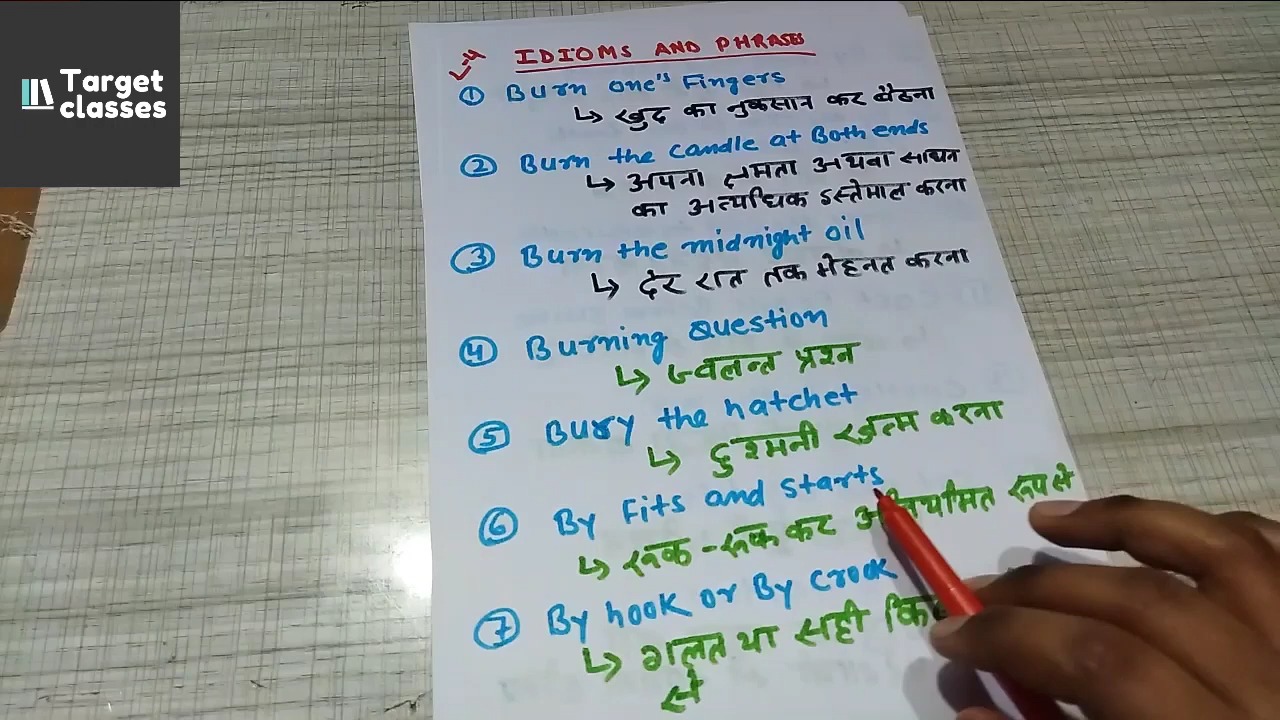 Target
classes
L-4 IDIOMS AND PHRASES
① Burn one's Fingers
↳ खुद का नुकसान कर बैठना
② Burn the candle at Both ends
↳ अपना क्षमता अथवा साधन
का अत्यधिक इस्तेमाल करना
③ Burn the midnight oil
↳ देर रात तक मेहनत करना
④ Burning Question
↳ ज्वलन्त प्रश्न
⑤ Bury the hatchet
↳ दुश्मनी खत्म करना
⑥ By Fits and Starts
↳ रूक-रूक कर रूप से
⑦ By hook or By Crook
↳ गलत या सही
से